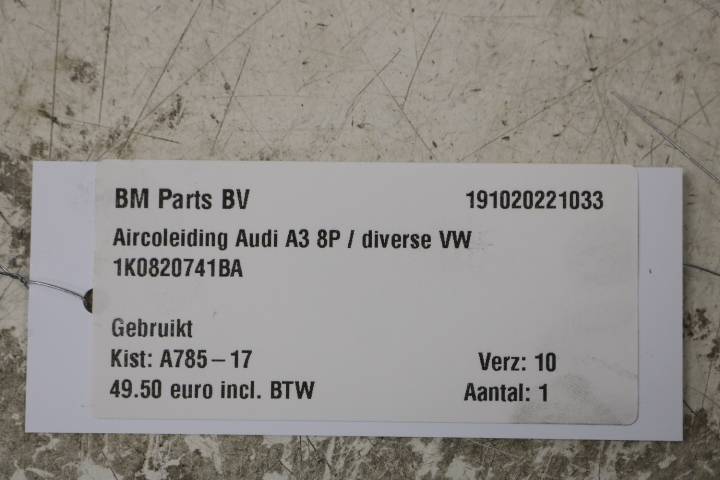 BM Parts BV 191020221033
Aircoleiding Audi A3 8P / diverse VW
1K0820741BA
Gebruikt
Kist: A785-17 Verz: 10
49.50 euro incl. BTW Aantal: 1